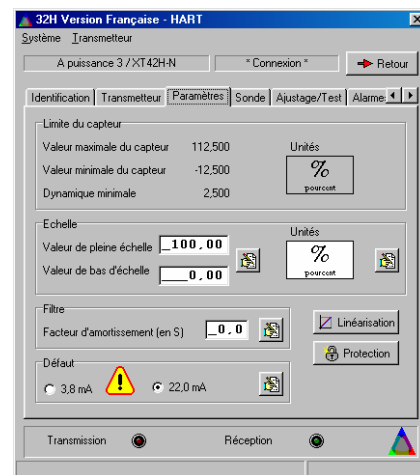 32H Version Française - HART
Système Transmetteur
A puissance 3 / XT42H-N
* Connexion *
Retour
Identification Transmetteur Paramètres Sonde Ajustage/Test Alarme
Limite du capteur
Valeur maximale du capteur 112,500
Unités
Valeur minimale du capteur -12,500
%
Dynamique minimale 2,500
pourcent
Echelle
Unités
Valeur de pleine échelle _100,00
%
Valeur de bas d'échelle ___0,00
pourcent
Filtre
Facteur d'amortissement (en S) _0,0
Linéarisation
Protection
Défaut
3,8 mA 22,0 mA
Transmission Réception